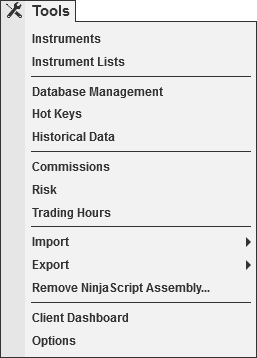 Tools
Instruments
Instrument Lists
Database Management
Hot Keys
Historical Data
Commissions
Risk
Trading Hours
Import
Export
Remove NinjaScript Assembly...
Client Dashboard
Options